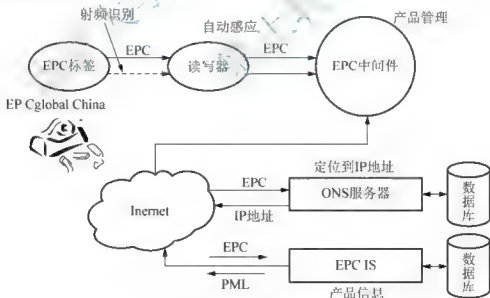 射频识别
自动感应
产品管理
EPC
EPC
EPC标签
读写器
EPC中间件
EP Cglobal China
定位到IP地址
EPC
ONS服务器
数据库
Inernet
IP地址
EPC
EPC IS
数据库
PML
产品信息